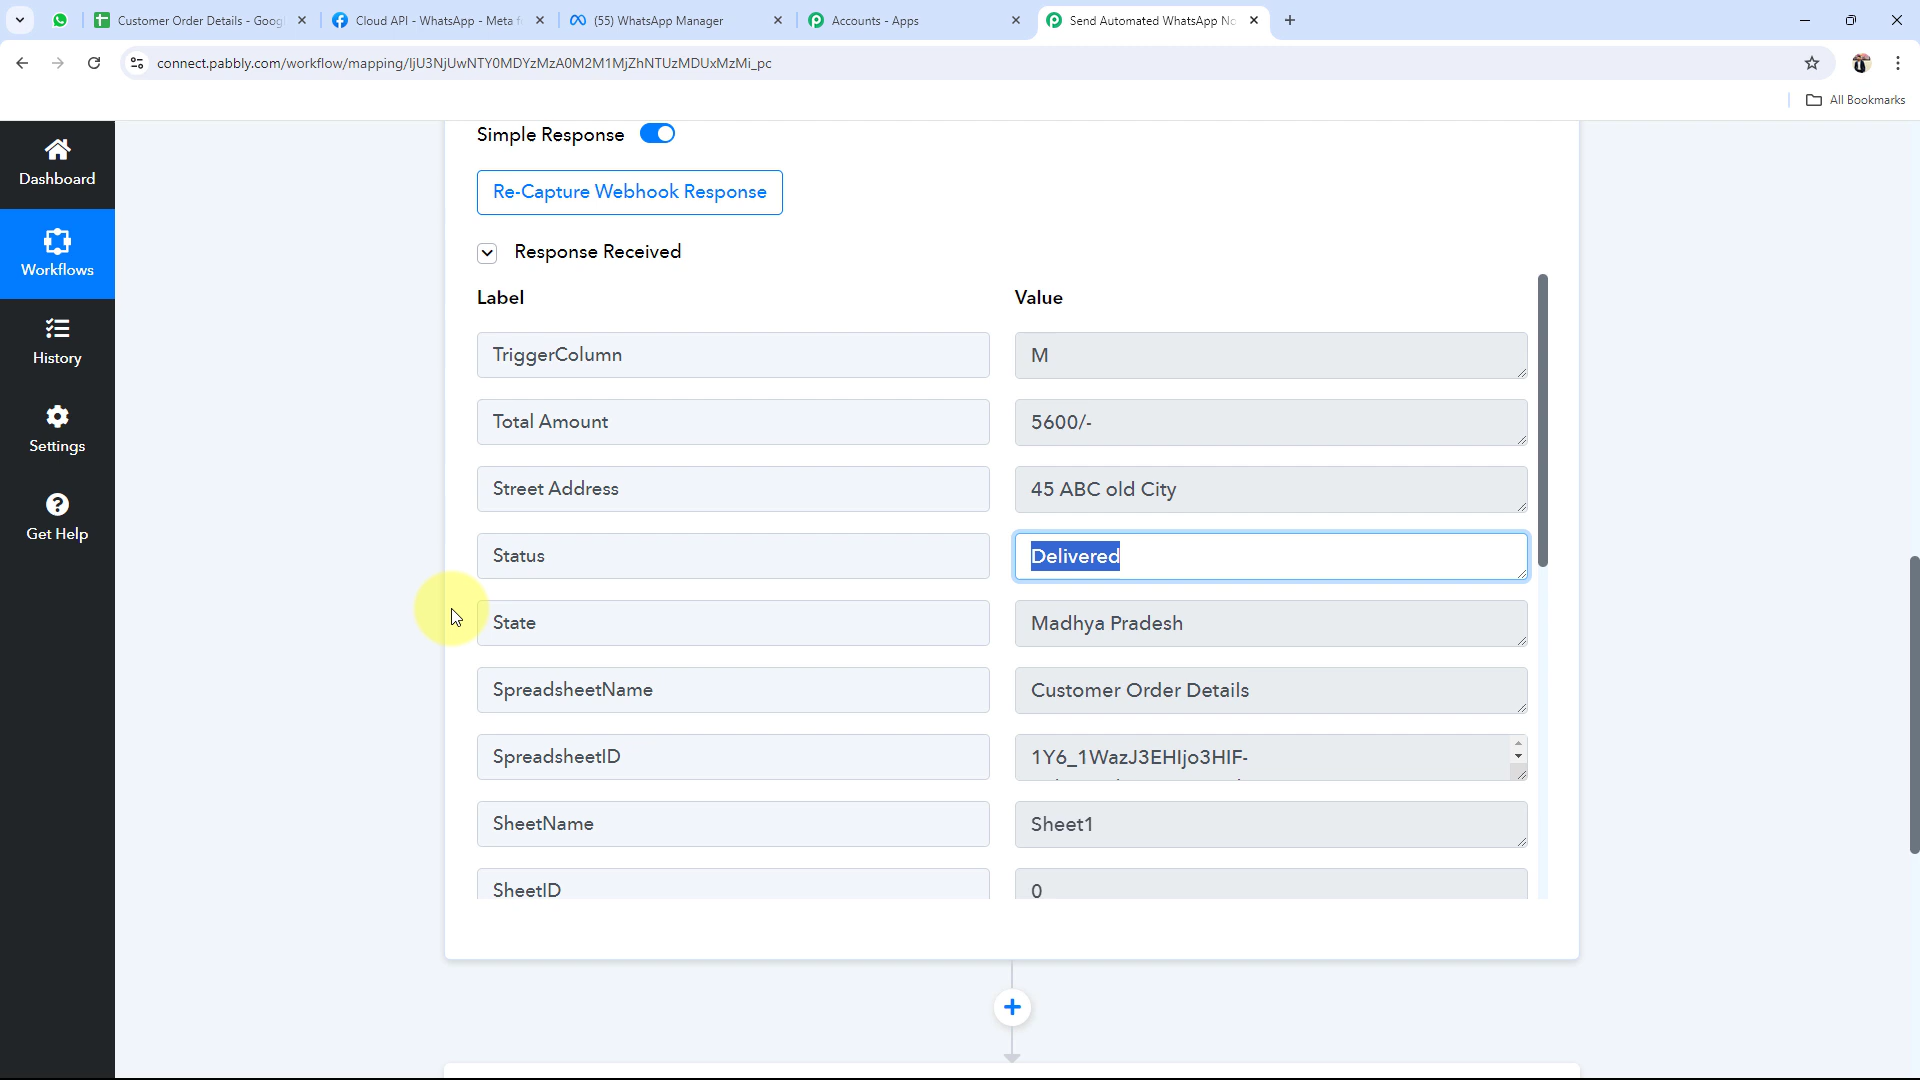 Customer Order Details - Goog
Cloud API - WhatsApp - Meta f
(55) WhatsApp Manager
Accounts - Apps
Send Automated WhatsApp No
connect.pabbly.com/workflow/mapping/IjU3NjUwNTY0MDYzMzA0M2M1MjZhNTUzMDUxMzMi_pc
All Bookmarks
Dashboard
Workflows
History
Settings
Get Help
Simple Response
Re-Capture Webhook Response
Response Received
Label Value
TriggerColumn M
Total Amount 5600/-
Street Address 45 ABC old City
Status Delivered
State Madhya Pradesh
SpreadsheetName Customer Order Details
SpreadsheetID 1Y6_1WazJ3EHIjo3HIF-
SheetName Sheet1
SheetID 0